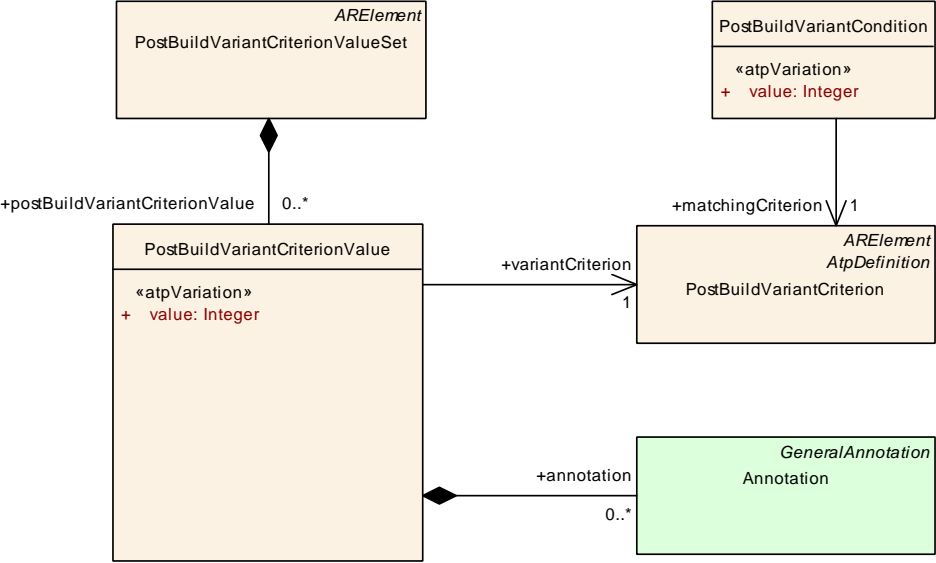 ARElement
PostBuildVariantCriterionValueSet
PostBuildVariantCondition
«atpVariation»
+ value: Integer
+postBuildVariantCriterionValue 0..*
+matchingCriterion 1
PostBuildVariantCriterionValue
«atpVariation»
+ value: Integer
+variantCriterion
1
ARElement
AtpDefinition
PostBuildVariantCriterion
+annotation
0..*
GeneralAnnotation
Annotation